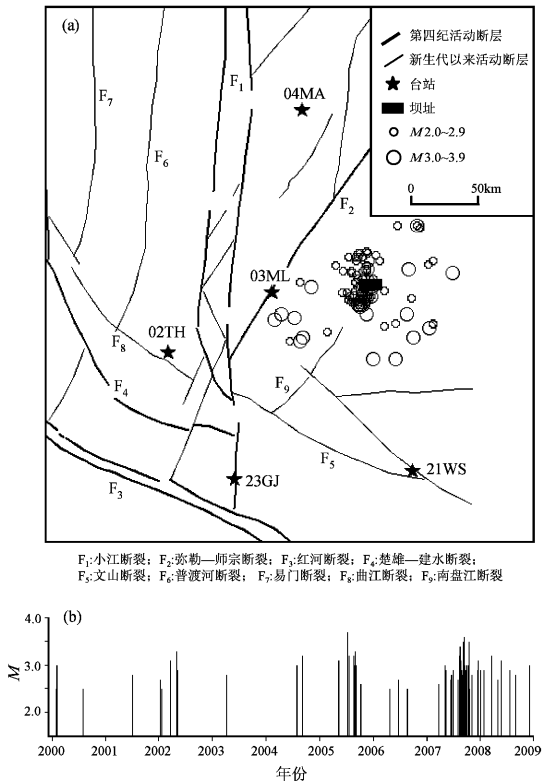 (a)
第四纪活动断层
新生代以来活动断层
台站
坝址
M2.0~2.9
M3.0~3.9
0 50km
F7
F6
F1
04MA
F2
03ML
02TH
F8
F4
F9
F5
21WS
23GJ
F3
F1:小江断裂; F2:弥勒—师宗断裂; F3:红河断裂; F4:楚雄—建水断裂;
F5:文山断裂; F6:普渡河断裂; F7:易门断裂; F8:曲江断裂; F9:南盘江断裂
(b)
4.0
3.0
2.0
M
2000 2001 2002 2003 2004 2005 2006 2007 2008 2009
年份